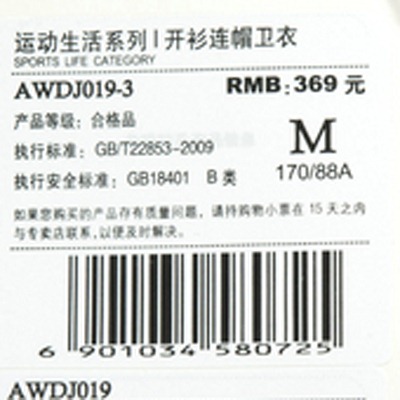 运动生活系列 | 开衫连帽卫衣
SPORTS LIFE CATEGORY
AWDJ019-3 RMB:369 元
产品等级：合格品
M
执行标准：GB/T22853-2009
170/88A
执行安全标准：GB18401 B 类
如果您购买的产品存有质量问题，请持购物小票在 15 天之内
与专卖店联系，以便及时解决。
6 901034 580725
AWDJ019